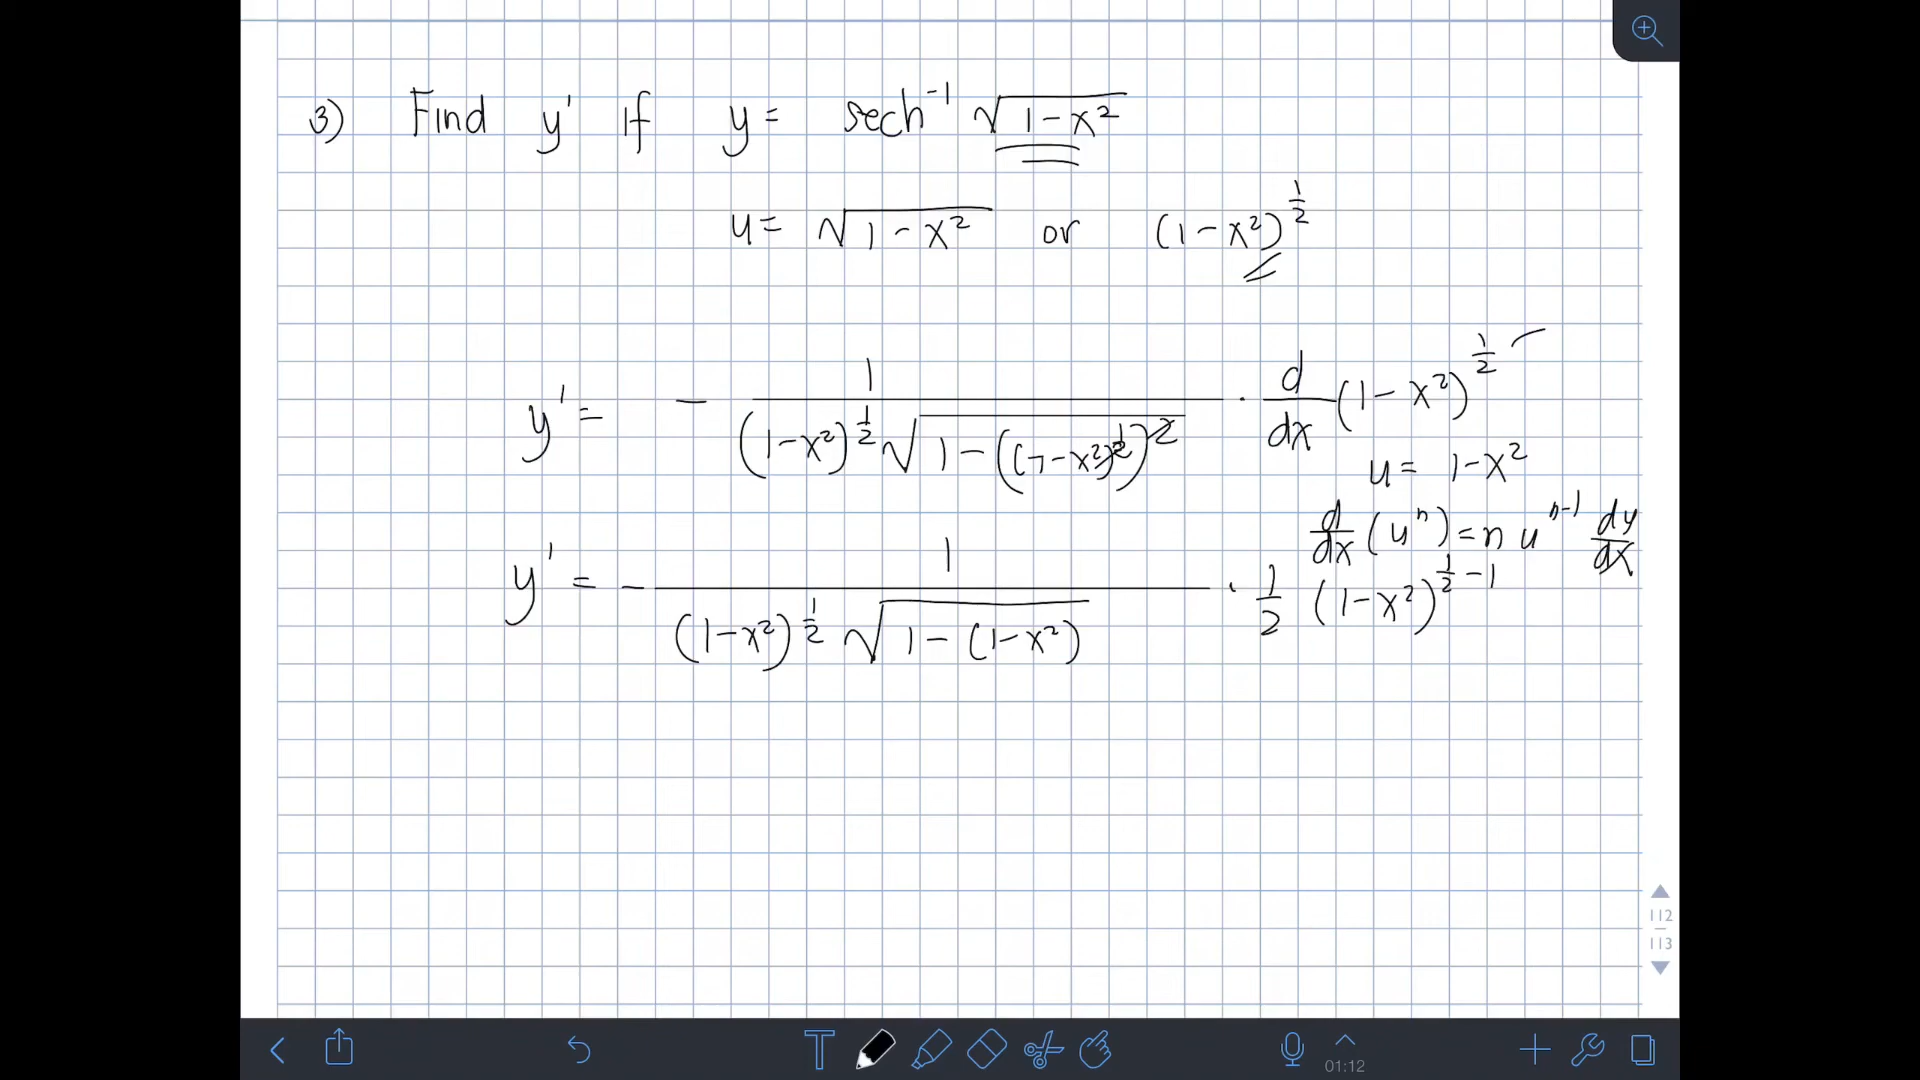 3) Find y' if y = sech⁻¹ √(1-x²)
u = √(1-x²) or (1-x²)^(1/2)
y' = - 1/((1-x²)^(1/2) √(1-((1-x²)^(1/2))²)) · d/dx (1-x²)^(1/2)
u = 1-x²
d/dx (uⁿ) = n u^(n-1) dy/dx
y' = - 1/((1-x²)^(1/2) √(1-(1-x²))) · 1/2 (1-x²)^(1/2 - 1)
112
113
T
01:12